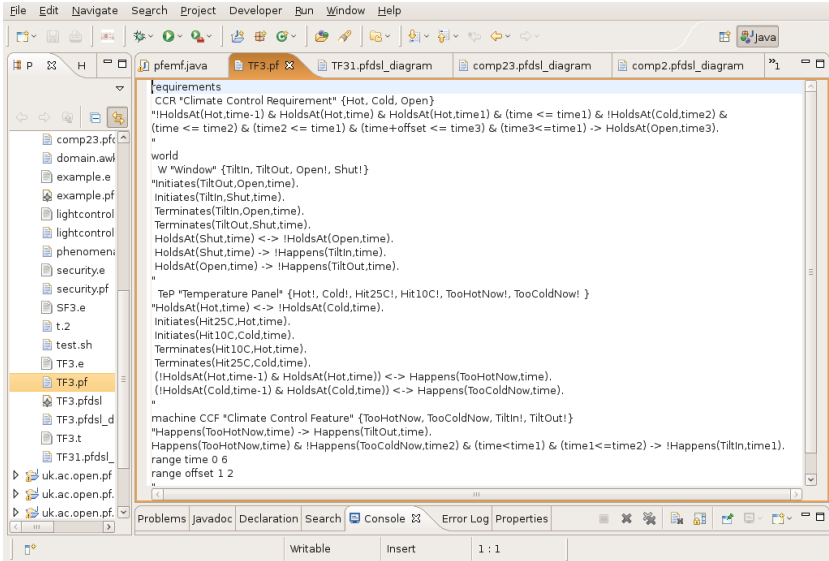 File Edit Navigate Search Project Developer Run Window Help
Java
P H
pfemf.java TF3.pf TF31.pfdsl_diagram comp23.pfdsl_diagram comp2.pfdsl_diagram »1
comp23.pfd
domain.awl
example.e
example.pf
lightcontrol
lightcontrol
phenomena
security.e
security.pf
SF3.e
t.2
test.sh
TF3.e
TF3.pf
TF3.pfdsl
TF3.pfdsl_d
TF3.t
TF31.pfdsl_
uk.ac.open.pf
uk.ac.open.pf.
uk.ac.open.pf.
requirements
CCR "Climate Control Requirement" {Hot, Cold, Open}
"!HoldsAt(Hot,time-1) & HoldsAt(Hot,time) & HoldsAt(Hot,time1) & (time <= time1) & !HoldsAt(Cold,time2) &
(time <= time2) & (time2 <= time1) & (time+offset <= time3) & (time3<=time1) -> HoldsAt(Open,time3).
"
world
W "Window" {TiltIn, TiltOut, Open!, Shut!}
"Initiates(TiltOut,Open,time).
Initiates(TiltIn,Shut,time).
Terminates(TiltIn,Open,time).
Terminates(TiltOut,Shut,time).
HoldsAt(Shut,time) <-> !HoldsAt(Open,time).
HoldsAt(Shut,time) -> !Happens(TiltIn,time).
HoldsAt(Open,time) -> !Happens(TiltOut,time).
"
TeP "Temperature Panel" {Hot!, Cold!, Hit25C!, Hit10C!, TooHotNow!, TooColdNow! }
"HoldsAt(Hot,time) <-> !HoldsAt(Cold,time).
Initiates(Hit25C,Hot,time).
Initiates(Hit10C,Cold,time).
Terminates(Hit10C,Hot,time).
Terminates(Hit25C,Cold,time).
(!HoldsAt(Hot,time-1) & HoldsAt(Hot,time)) <-> Happens(TooHotNow,time).
(!HoldsAt(Cold,time-1) & HoldsAt(Cold,time)) <-> Happens(TooColdNow,time).
"
machine CCF "Climate Control Feature" {TooHotNow, TooColdNow, TiltIn!, TiltOut!}
"Happens(TooHotNow,time) -> Happens(TiltOut,time).
Happens(TooHotNow,time) & !Happens(TooColdNow,time2) & (time<time1) & (time1<=time2) -> !Happens(TiltIn,time1).
range time 0 6
range offset 1 2
"
Problems Javadoc Declaration Search Console Error Log Properties
Writable Insert 1 : 1